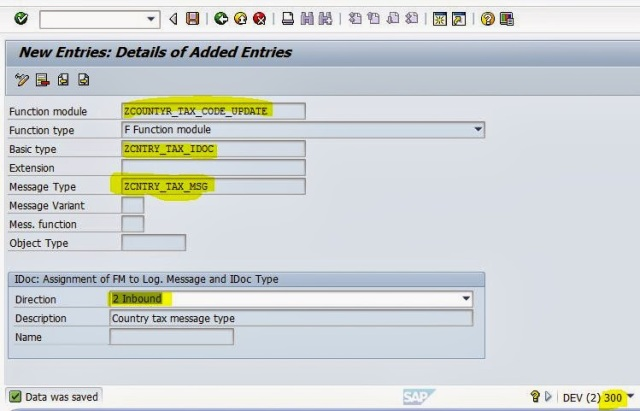 New Entries: Details of Added Entries
Function module ZCOUNTYR_TAX_CODE_UPDATE
Function type F Function module
Basic type ZCNTRY_TAX_IDOC
Extension
Message Type ZCNTRY_TAX_MSG
Message Variant
Mess. function
Object Type
IDoc: Assignment of FM to Log. Message and IDoc Type
Direction 2 Inbound
Description Country tax message type
Name
Data was saved SAP DEV (2) 300